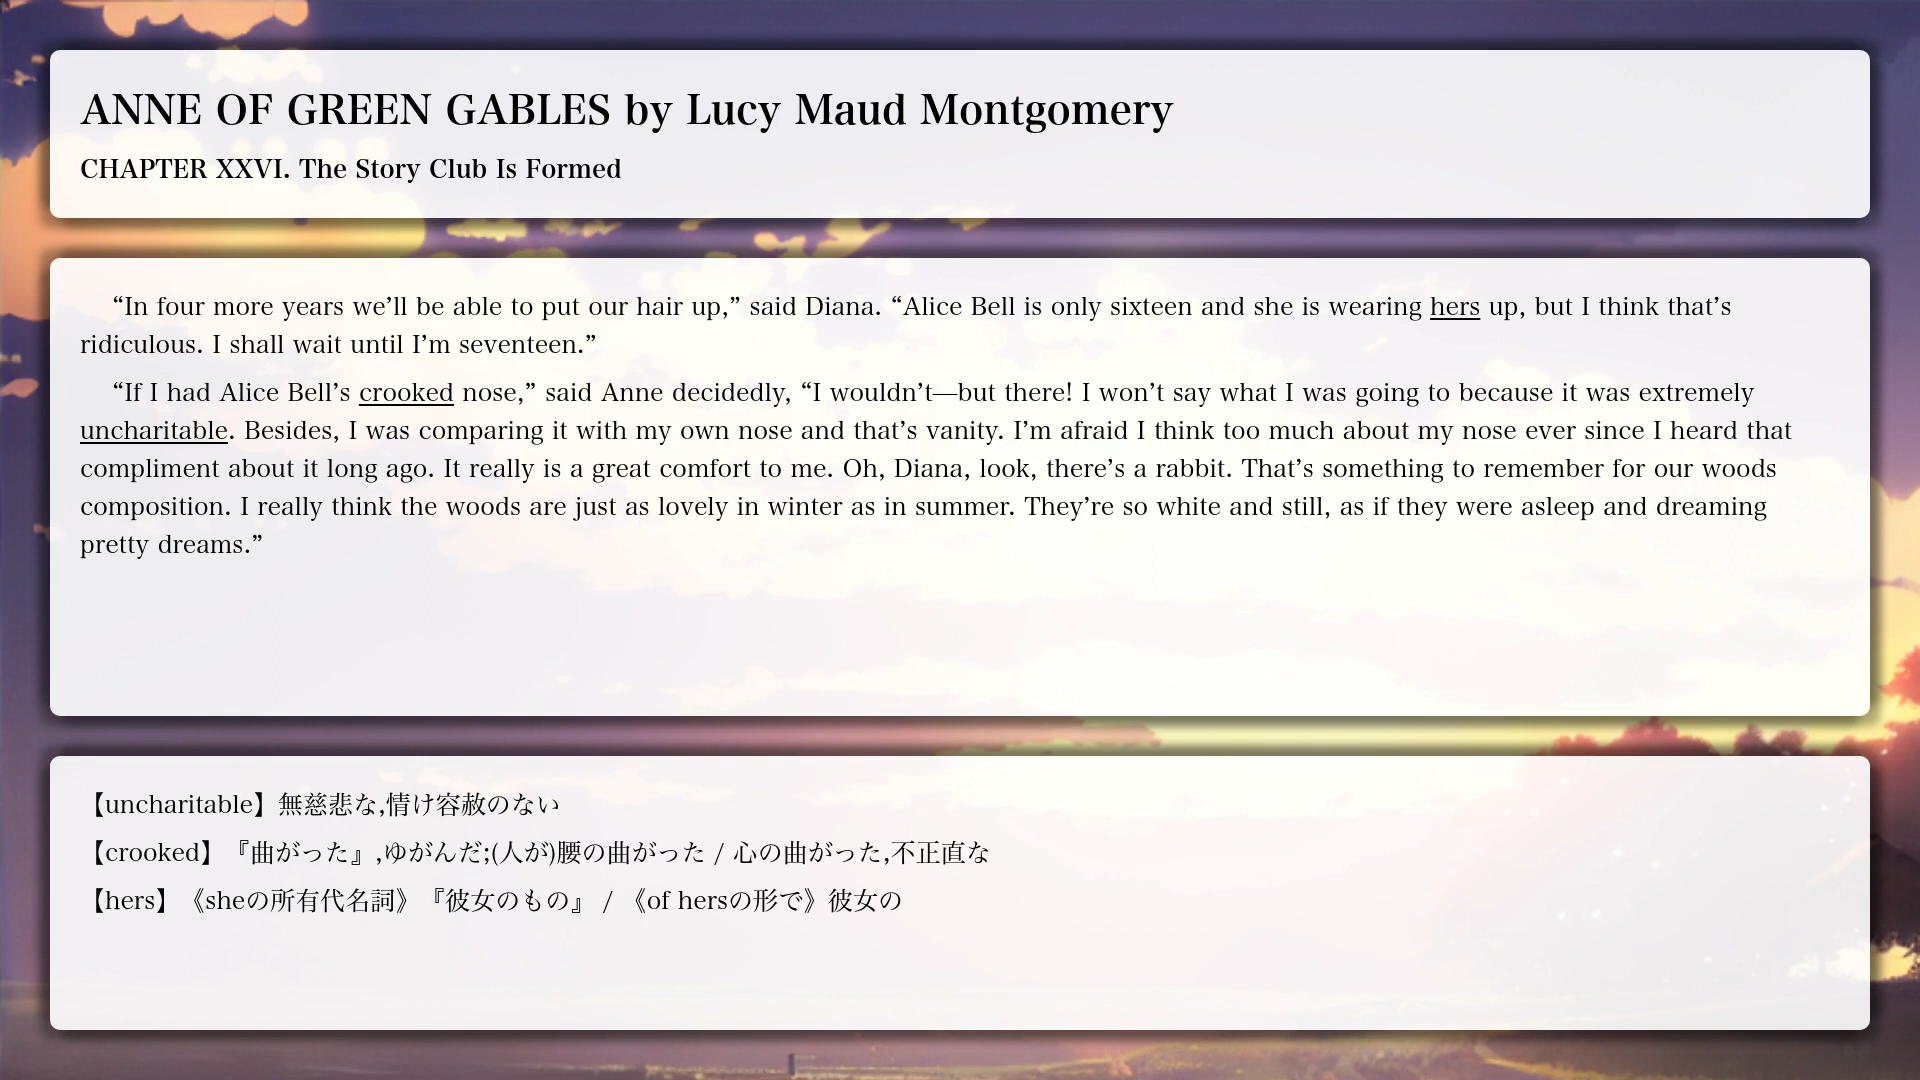 ANNE OF GREEN GABLES by Lucy Maud Montgomery
CHAPTER XXVI. The Story Club Is Formed
“In four more years we’ll be able to put our hair up,” said Diana. “Alice Bell is only sixteen and she is wearing hers up, but I think that’s
ridiculous. I shall wait until I’m seventeen.”
“If I had Alice Bell’s crooked nose,” said Anne decidedly, “I wouldn’t—but there! I won’t say what I was going to because it was extremely
uncharitable. Besides, I was comparing it with my own nose and that’s vanity. I’m afraid I think too much about my nose ever since I heard that
compliment about it long ago. It really is a great comfort to me. Oh, Diana, look, there’s a rabbit. That’s something to remember for our woods
composition. I really think the woods are just as lovely in winter as in summer. They’re so white and still, as if they were asleep and dreaming
pretty dreams.”
【uncharitable】無慈悲な,情け容赦のない
【crooked】『曲がった』,ゆがんだ;(人が)腰の曲がった / 心の曲がった,不正直な
【hers】《sheの所有代名詞》『彼女のもの』 / 《of hersの形で》彼女の